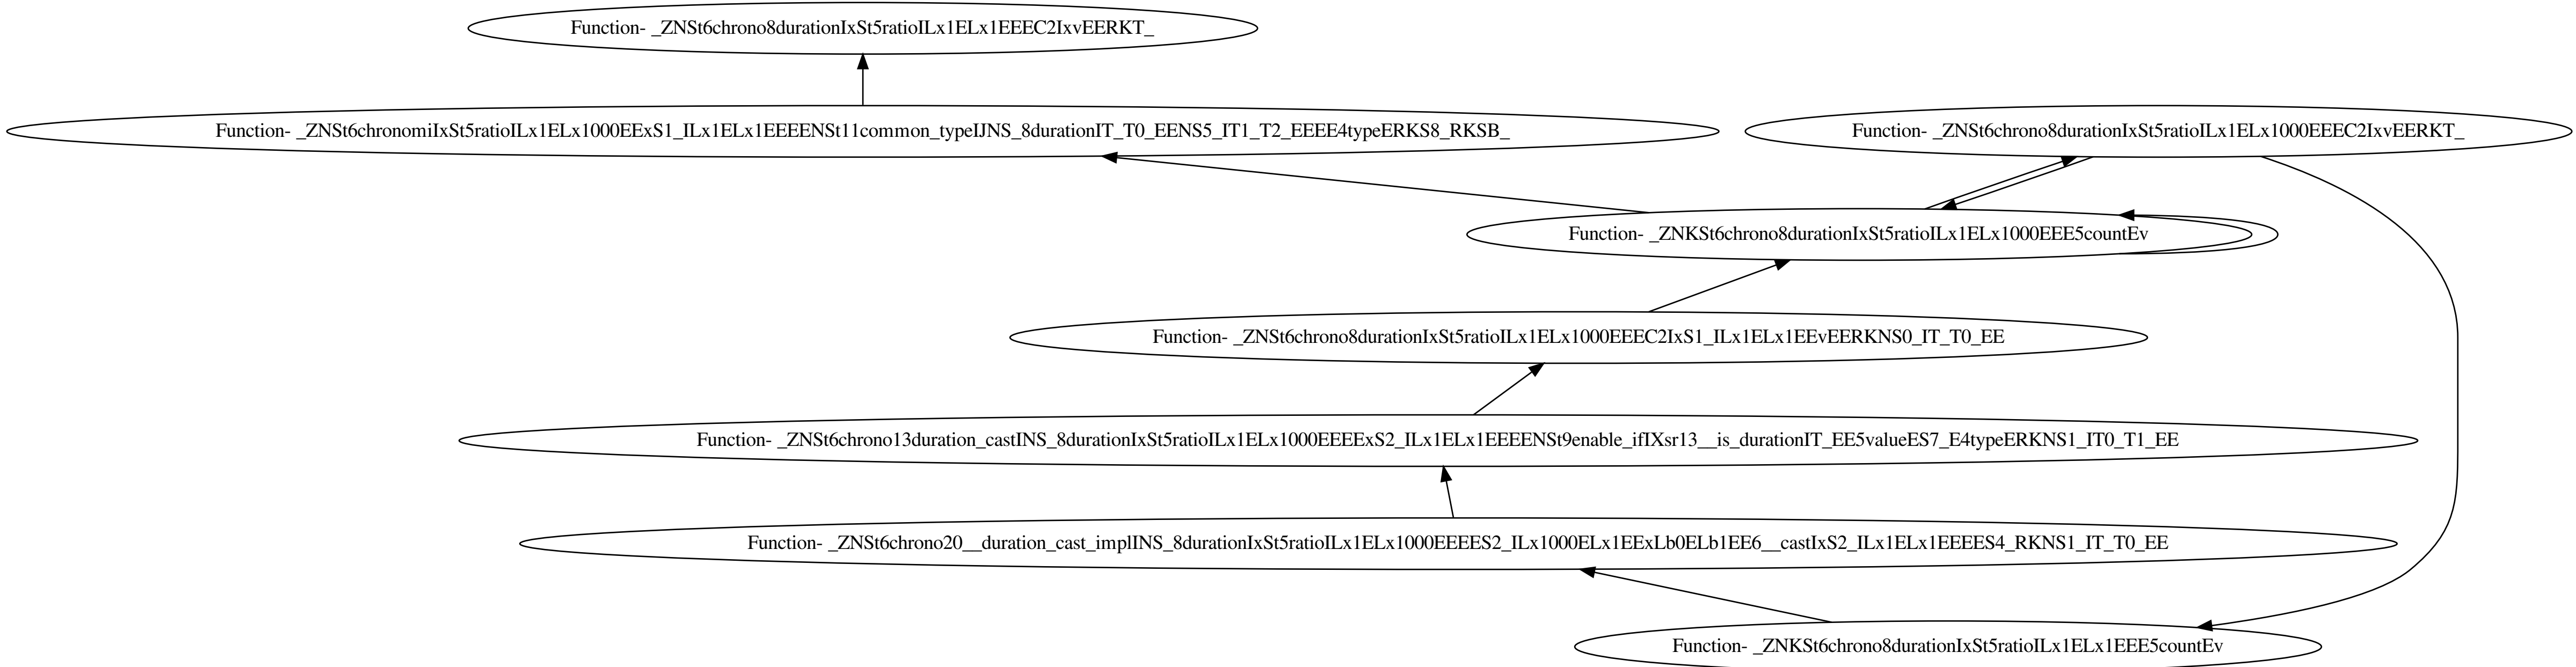 Function- _ZNSt6chrono8durationIxSt5ratioILx1ELx1EEEC2IxvEERKT_
Function- _ZNSt6chronomiIxSt5ratioILx1ELx1000EExS1_ILx1ELx1EEEENSt11common_typeIJNS_8durationIT_T0_EENS5_IT1_T2_EEEE4typeERKS8_RKSB_
Function- _ZNSt6chrono8durationIxSt5ratioILx1ELx1000EEEC2IxvEERKT_
Function- _ZNKSt6chrono8durationIxSt5ratioILx1ELx1000EEE5countEv
Function- _ZNSt6chrono8durationIxSt5ratioILx1ELx1000EEEC2IxS1_ILx1ELx1EEvEERKNS0_IT_T0_EE
Function- _ZNSt6chrono13duration_castINS_8durationIxSt5ratioILx1ELx1000EEEExS2_ILx1ELx1EEEENSt9enable_ifIXsr13__is_durationIT_EE5valueES7_E4typeERKNS1_IT0_T1_EE
Function- _ZNSt6chrono20__duration_cast_implINS_8durationIxSt5ratioILx1ELx1000EEEES2_ILx1000ELx1EExLb0ELb1EE6__castIxS2_ILx1ELx1EEEES4_RKNS1_IT_T0_EE
Function- _ZNKSt6chrono8durationIxSt5ratioILx1ELx1EEE5countEv